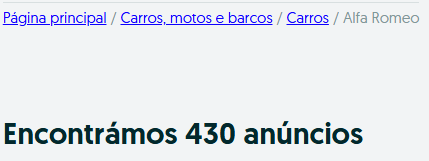 Página principal / Carros, motos e barcos / Carros / Alfa Romeo
Encontrámos 430 anúncios